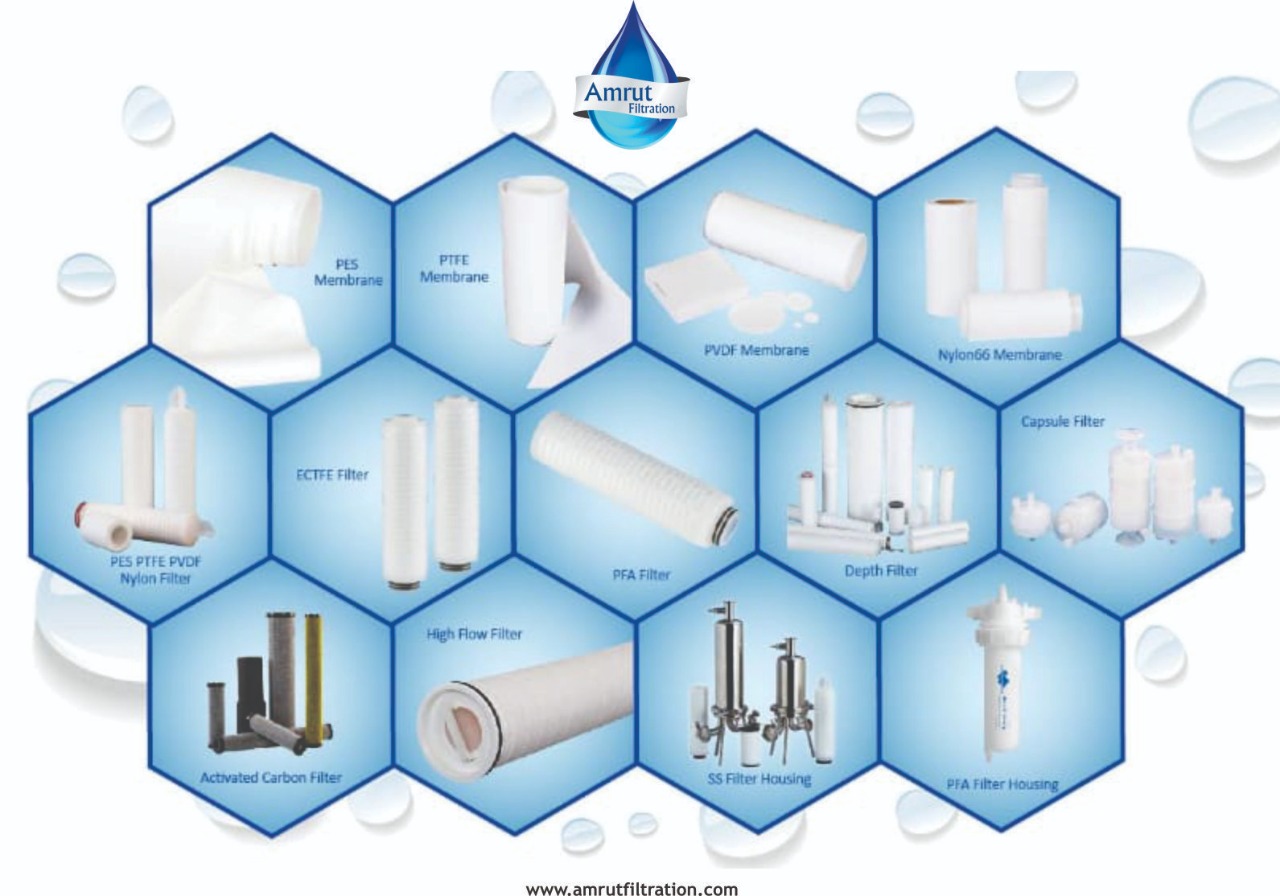 Amrut
Filtration
PES
Membrane
PTFE
Membrane
PVDF Membrane
Nylon66 Membrane
PES PTFE PVDF
Nylon Filter
ECTFE Filter
PFA Filter
Depth Filter
Capsule Filter
Activated Carbon Filter
High Flow Filter
SS Filter Housing
PFA Filter Housing
www.amrutfiltration.com